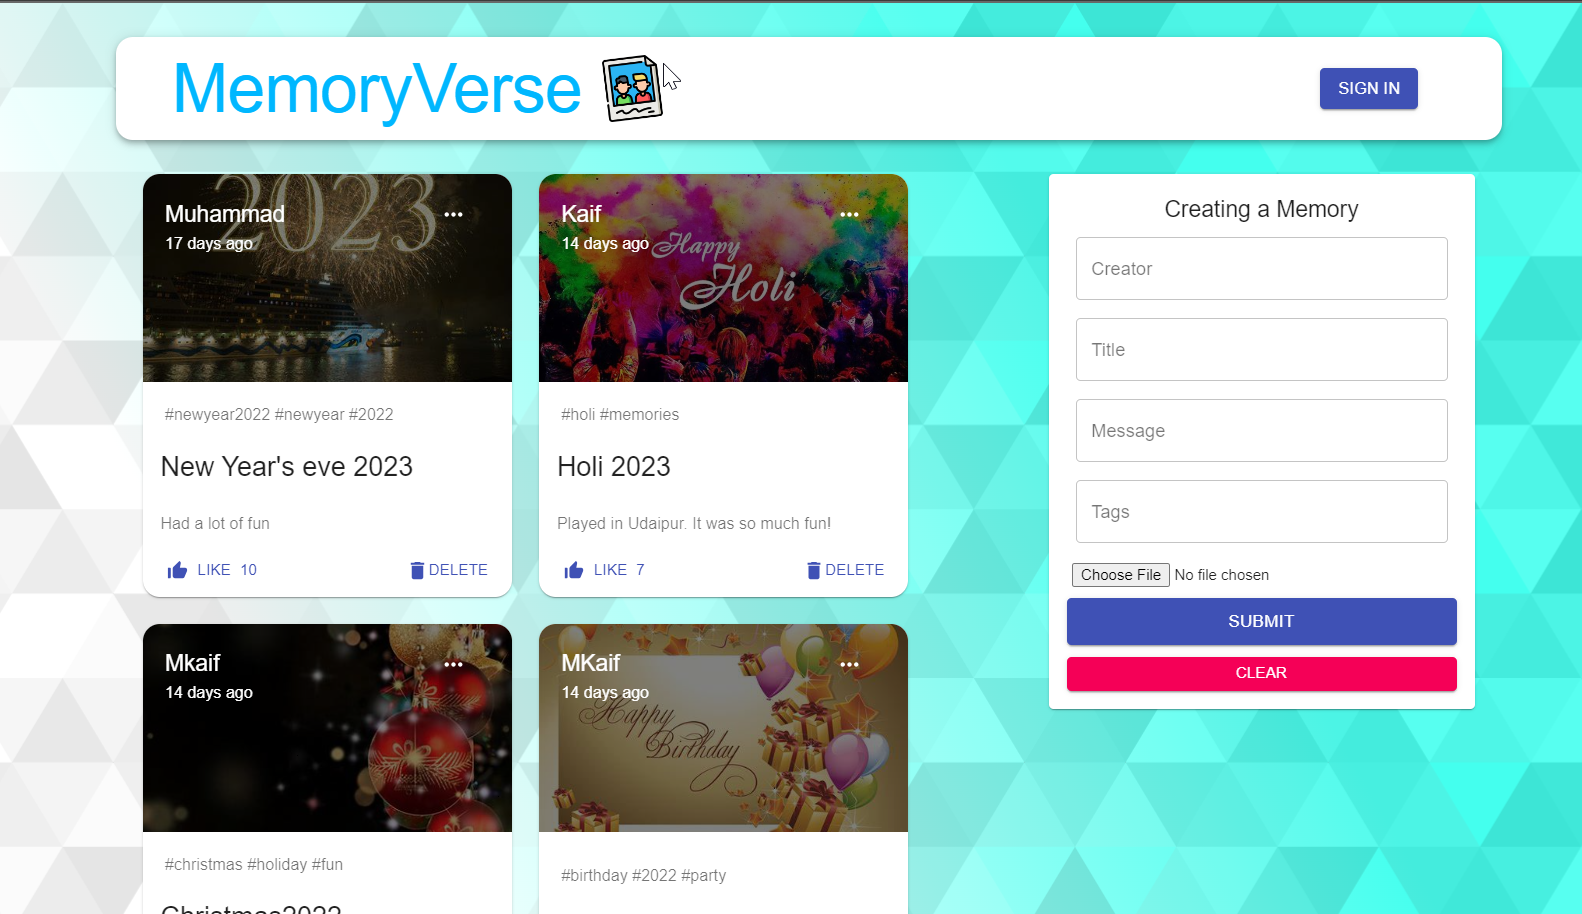 MemoryVerse
SIGN IN
2023
Muhammad
17 days ago
#newyear2022 #newyear #2022
New Year's eve 2023
Had a lot of fun
LIKE 10
DELETE
Kaif
14 days ago
Happy
Holi
#holi #memories
Holi 2023
Played in Udaipur. It was so much fun!
LIKE 7
DELETE
Mkaif
14 days ago
#christmas #holiday #fun
Christmas2022
MKaif
14 days ago
Happy
Birthday
#birthday #2022 #party
Creating a Memory
Creator
Title
Message
Tags
Choose File No file chosen
SUBMIT
CLEAR